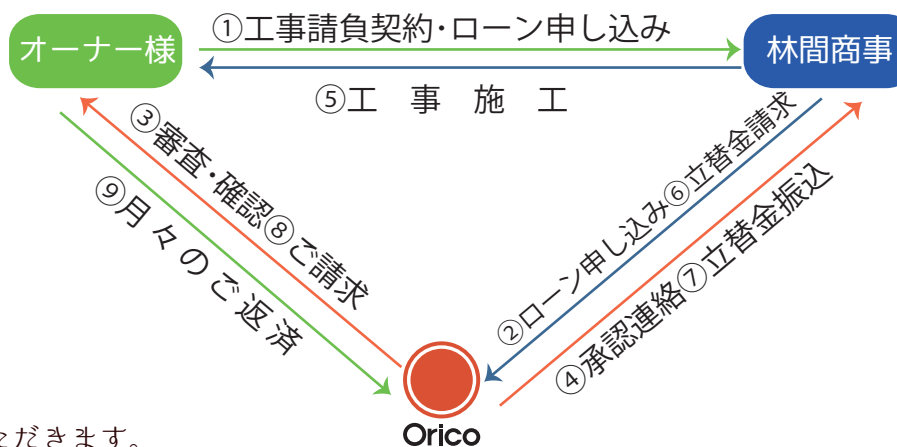 ①工事請負契約・ローン申し込み
オーナー様
林間商事
⑤工事施工
③審査・確認⑧ご請求
⑨月々のご返済
②ローン申し込み⑥立替金請求
④承認連絡⑦立替金振込
Orico
ただきます。